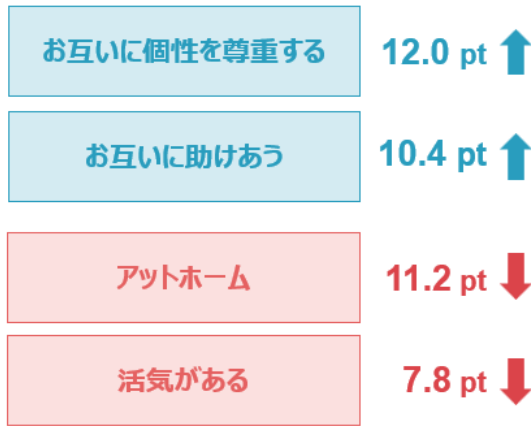 お互いに個性を尊重する 12.0 pt
お互いに助けあう 10.4 pt
アットホーム 11.2 pt
活気がある 7.8 pt